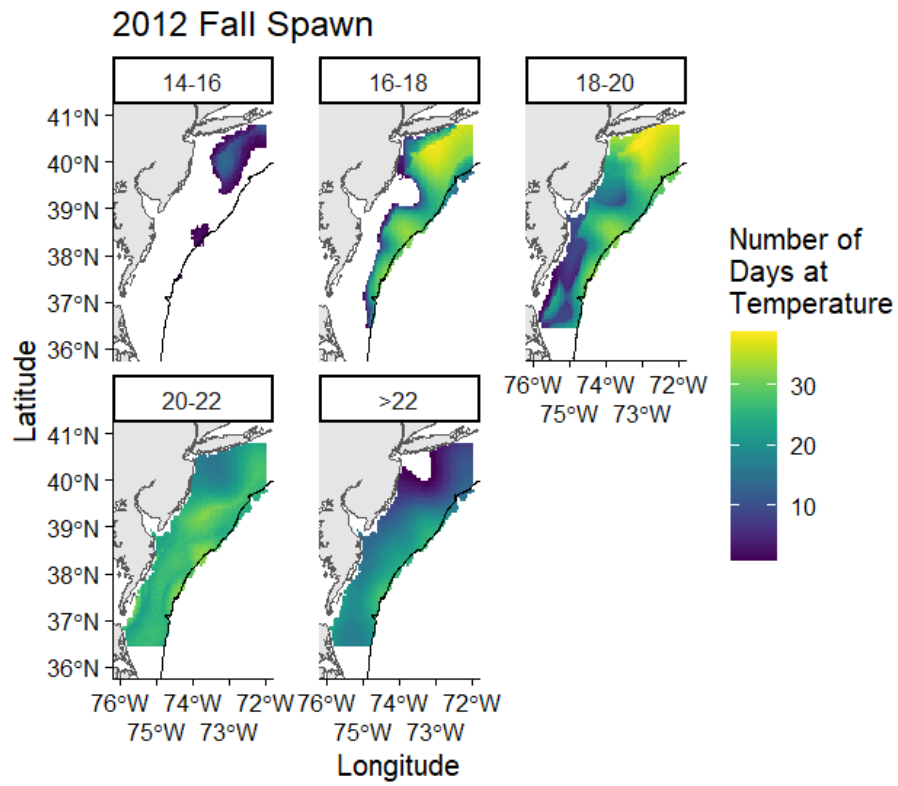 2012 Fall Spawn
14-16
16-18
18-20
41°N
40°N
39°N
38°N
37°N
36°N
76°W 74°W 72°W
75°W 73°W
Number of
Days at
Temperature
30
20
10
Latitude
20-22
>22
41°N
40°N
39°N
38°N
37°N
36°N
76°W 74°W 72°W 76°W 74°W 72°W
75°W 73°W 75°W 73°W
Longitude